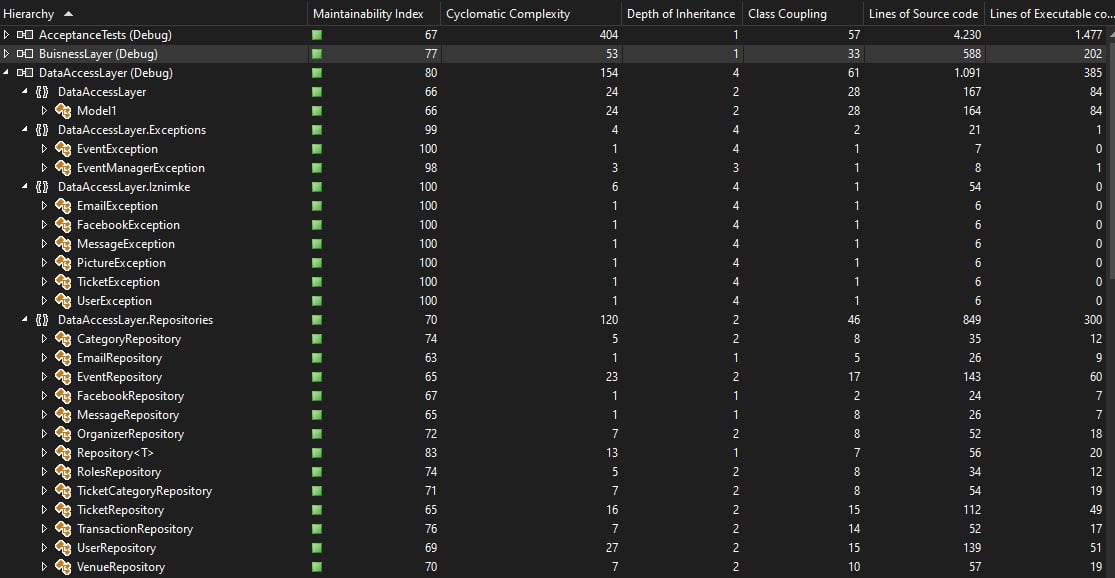 Hierarchy Maintainability Index Cyclomatic Complexity Depth of Inheritance Class Coupling Lines of Source code Lines of Executable co...
AcceptanceTests (Debug) 67 404 1 57 4.230 1.477
BuisnessLayer (Debug) 77 53 1 33 588 202
DataAccessLayer (Debug) 80 154 4 61 1.091 385
{} DataAccessLayer 66 24 2 28 167 84
Model1 66 24 2 28 164 84
{} DataAccessLayer.Exceptions 99 4 4 2 21 1
EventException 100 1 4 1 7 0
EventManagerException 98 3 3 1 8 1
{} DataAccessLayer.Iznimke 100 6 4 1 54 0
EmailException 100 1 4 1 6 0
FacebookException 100 1 4 1 6 0
MessageException 100 1 4 1 6 0
PictureException 100 1 4 1 6 0
TicketException 100 1 4 1 6 0
UserException 100 1 4 1 6 0
{} DataAccessLayer.Repositories 70 120 2 46 849 300
CategoryRepository 74 5 2 8 35 12
EmailRepository 63 1 1 5 26 9
EventRepository 65 23 2 17 143 60
FacebookRepository 67 1 1 2 24 7
MessageRepository 65 1 1 8 26 7
OrganizerRepository 72 7 2 8 52 18
Repository<T> 83 13 1 7 56 20
RolesRepository 74 5 2 8 34 12
TicketCategoryRepository 71 7 2 8 54 19
TicketRepository 65 16 2 15 112 49
TransactionRepository 76 7 2 14 52 17
UserRepository 69 27 2 15 139 51
VenueRepository 70 7 2 10 57 19